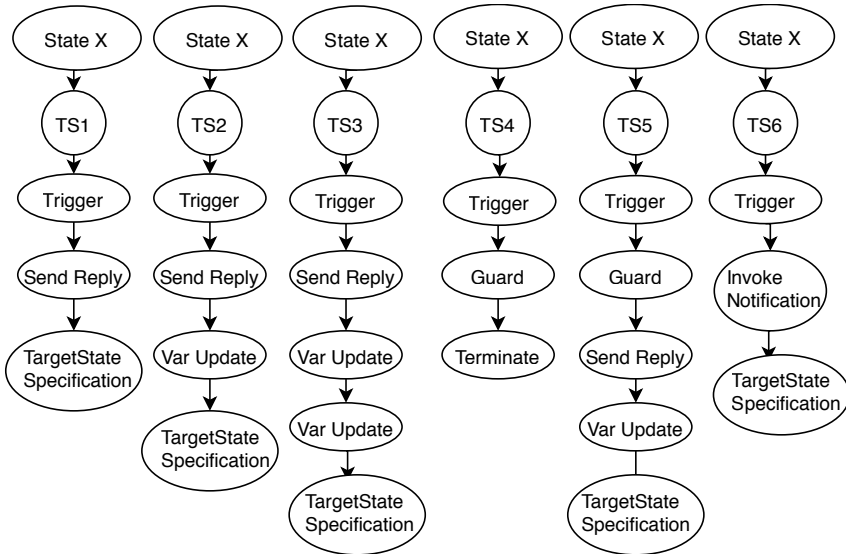 State X
State X
State X
State X
State X
State X
TS1
TS2
TS3
TS4
TS5
TS6
Trigger
Trigger
Trigger
Trigger
Trigger
Trigger
Send Reply
Send Reply
Send Reply
Guard
Guard
Invoke
Notification
TargetState
Specification
Var Update
Var Update
Terminate
Send Reply
TargetState
Specification
TargetState
Specification
Var Update
Var Update
TargetState
Specification
TargetState
Specification